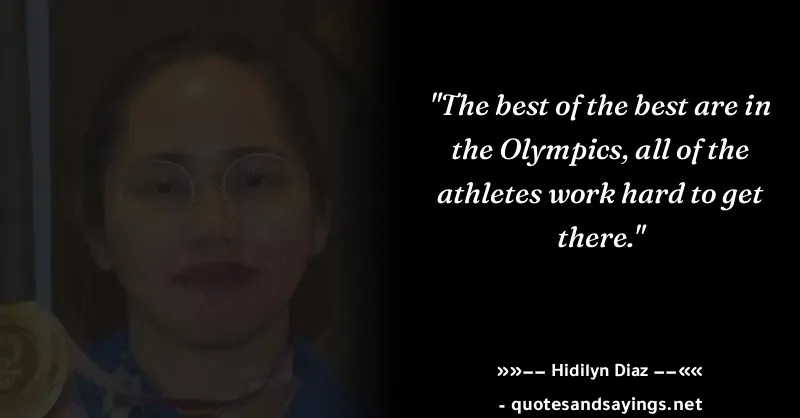 "The best of the best are in
the Olympics, all of the
athletes work hard to get
there."
»»−− Hidilyn Diaz −−««
- quotesandsayings.net